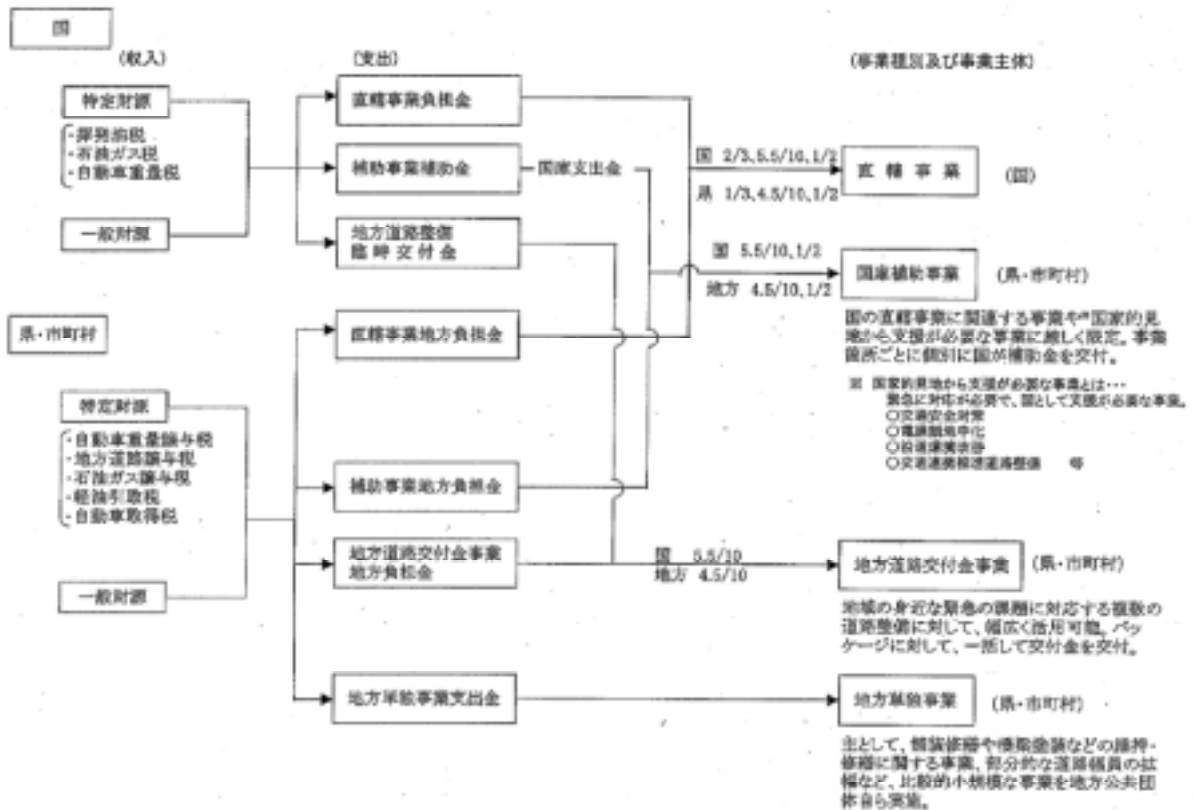 国
(収入)
(支出)
(事業種別及び事業主体)
特定財源
・揮発油税
・石油ガス税
・自動車重量税
一般財源
直轄事業負担金
補助事業補助金
国庫支出金
地方道路整備
臨時交付金
国 2/3,5.5/10,1/2
県 1/3,4.5/10,1/2
直轄事業
(国)
国 5.5/10,1/2
地方 4.5/10,1/2
国庫補助事業
(県・市町村)
国の直轄事業に関連する事業や※国家的見
地から支援が必要な事業に厳しく限定。事業
箇所ごとに個別に国が補助金を交付。
※ 国家的見地から支援が必要な事業とは…
緊急に対応が必要で、国として支援が必要な事業。
○交通安全対策
○電線類地中化
○交通連携推進道路整備 等
県・市町村
特定財源
・自動車重量譲与税
・地方道路譲与税
・石油ガス譲与税
・軽油引取税
・自動車取得税
一般財源
直轄事業地方負担金
補助事業地方負担金
地方道路交付金事業
地方負担金
国 5.5/10
地方 4.5/10
地方道路交付金事業
(県・市町村)
地域の身近な緊急の課題に対応する複数の
道路整備に対して、幅広く活用可能。パッ
ケージに対して、一括して交付金を交付。
地方単独事業支出金
地方単独事業
(県・市町村)
主として、舗装修繕や橋梁塗装などの維持・
修繕に関する事業、部分的な道路幅員の拡
幅など、比較的小規模な事業を地方公共団
体自ら実施。